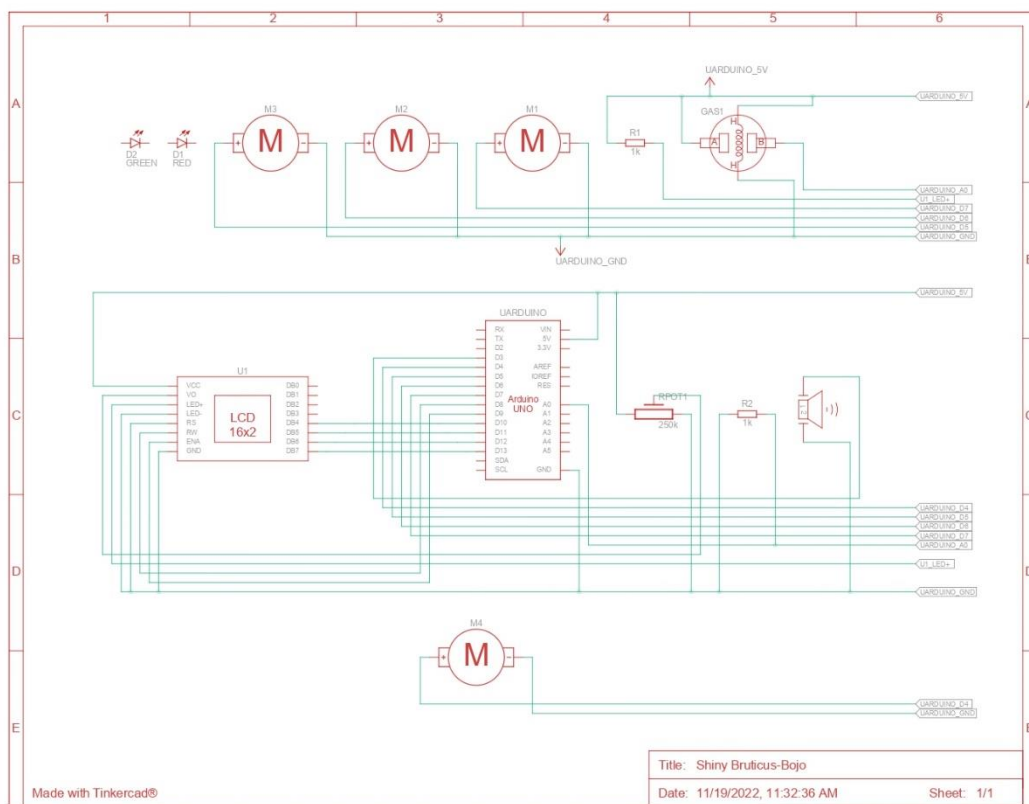 1 2 3 4 5 6
A A
B B
C C
D D
E E
UARDUINO_5V
UARDUINO_5V
M3
M
+ -
M2
M
+ -
M1
M
+ -
D2
GREEN
D1
RED
R1
1k
GAS1
H
A B
H
UARDUINO_A0
U1_LED+
UARDUINO_D7
UARDUINO_D6
UARDUINO_D5
UARDUINO_GND
UARDUINO_GND
UARDUINO_5V
UARDUINO
RX VIN
TX 5V
D2 3.3V
D3
D4 AREF
D5 IOREF
D6 RES
D7
D8 A0
D9 A1
D10 A2
D11 A3
D12 A4
D13 A5
SDA
SCL GND
Arduino
UNO
U1
VCC DB0
VO DB1
LED+ DB2
LED- DB3
RS DB4
RW DB5
ENA DB6
GND DB7
LCD
16x2
RPOT1
250k
R2
1k
UARDUINO_D4
UARDUINO_D5
UARDUINO_D6
UARDUINO_D7
UARDUINO_A0
U1_LED+
UARDUINO_GND
M4
M
+ -
UARDUINO_D4
UARDUINO_GND
Title: Shiny Bruticus-Bojo
Made with Tinkercad®
Date: 11/19/2022, 11:32:36 AM Sheet: 1/1